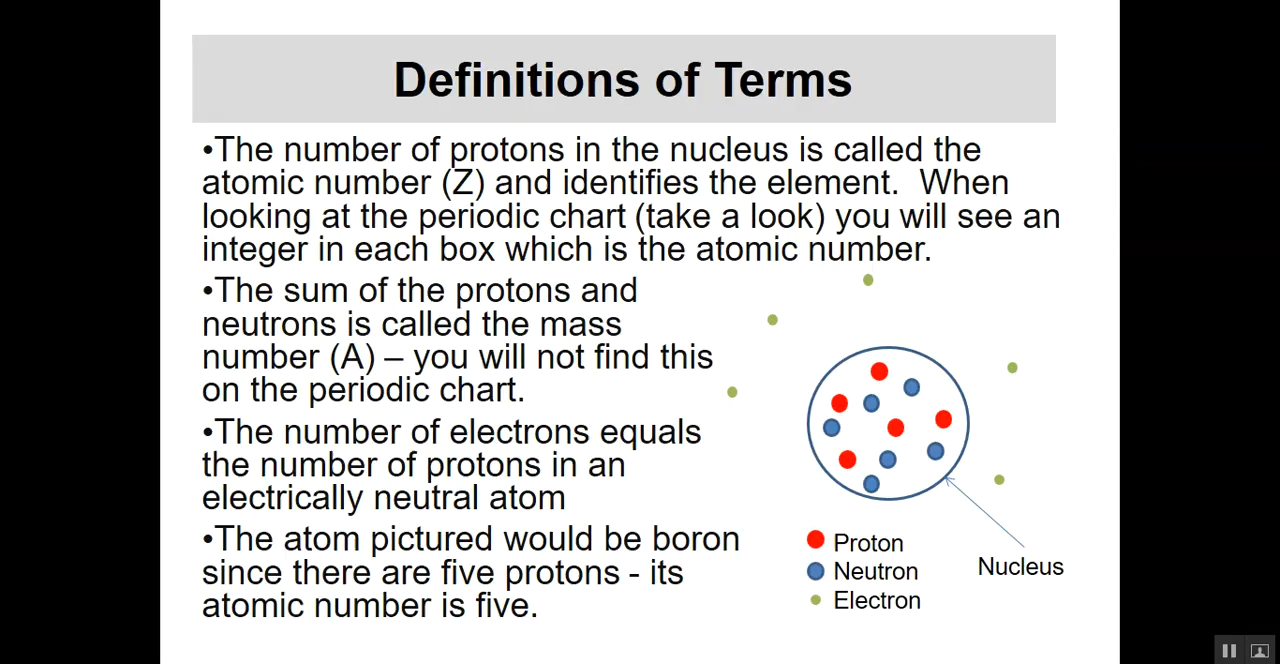 Definitions of Terms
•The number of protons in the nucleus is called the
atomic number (Z) and identifies the element.  When
looking at the periodic chart (take a look) you will see an
integer in each box which is the atomic number.
•The sum of the protons and
neutrons is called the mass
number (A) – you will not find this
on the periodic chart.
•The number of electrons equals
the number of protons in an
electrically neutral atom
•The atom pictured would be boron
since there are five protons - its
atomic number is five.
Proton
Neutron
Electron
Nucleus